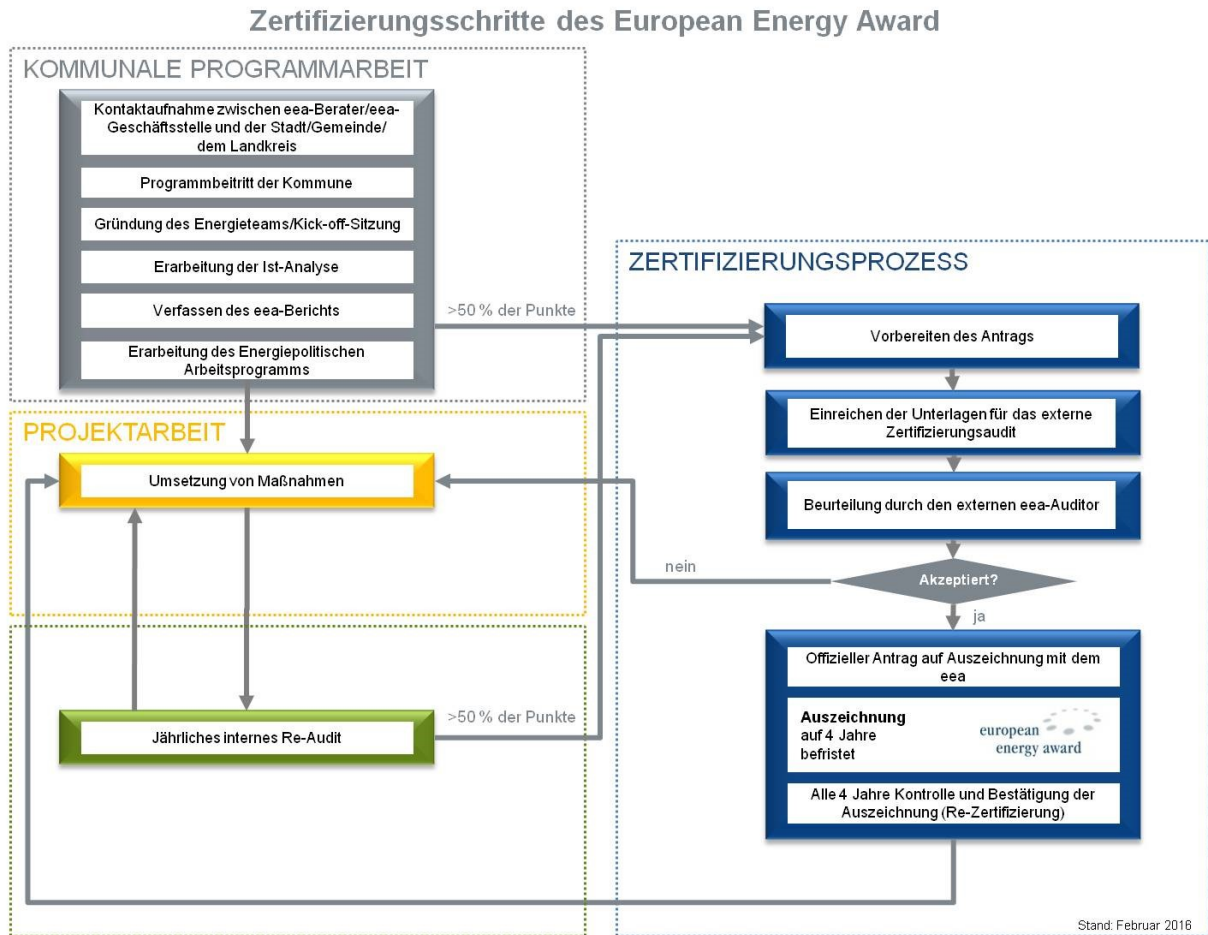 Zertifizierungsschritte des European Energy Award
KOMMUNALE PROGRAMMARBEIT
Kontaktaufnahme zwischen eea-Berater/eea-
Geschäftsstelle und der Stadt/Gemeinde/
dem Landkreis
Programmbeitritt der Kommune
Gründung des Energieteams/Kick-off-Sitzung
Erarbeitung der Ist-Analyse
Verfassen des eea-Berichts
Erarbeitung des Energiepolitischen
Arbeitsprogramms
>50 % der Punkte
PROJEKTARBEIT
Umsetzung von Maßnahmen
Jährliches internes Re-Audit
>50 % der Punkte
ZERTIFIZIERUNGSPROZESS
Vorbereiten des Antrags
Einreichen der Unterlagen für das externe
Zertifizierungsaudit
Beurteilung durch den externen eea-Auditor
Akzeptiert?
nein
ja
Offizieller Antrag auf Auszeichnung mit dem
eea
Auszeichnung
auf 4 Jahre
befristet
european
energy award
Alle 4 Jahre Kontrolle und Bestätigung der
Auszeichnung (Re-Zertifizierung)
Stand: Februar 2016